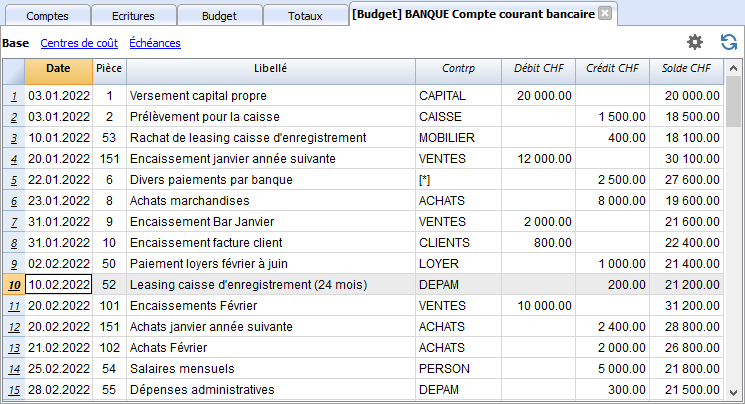 Comptes Ecritures Budget Totaux [Budget] BANQUE Compte courant bancaire
Base Centres de coût Échéances
Date Pièce Libellé Contrp Débit CHF Crédit CHF Solde CHF
1 03.01.2022 1 Versement capital propre CAPITAL 20 000.00 20 000.00
2 03.01.2022 2 Prélèvement pour la caisse CAISSE 1 500.00 18 500.00
3 10.01.2022 53 Rachat de leasing caisse d'enregistrement MOBILIER 400.00 18 100.00
4 20.01.2022 151 Encaissement janvier année suivante VENTES 12 000.00 30 100.00
5 22.01.2022 6 Divers paiements par banque [*] 2 500.00 27 600.00
6 23.01.2022 8 Achats marchandises ACHATS 8 000.00 19 600.00
7 31.01.2022 9 Encaissement Bar Janvier VENTES 2 000.00 21 600.00
8 31.01.2022 10 Encaissement facture client CLIENTS 800.00 22 400.00
9 02.02.2022 50 Paiement loyers février à juin LOYER 1 000.00 21 400.00
10 10.02.2022 52 Leasing caisse d'enregistrement (24 mois) DEPAM 200.00 21 200.00
11 20.02.2022 101 Encaissements Février VENTES 10 000.00 31 200.00
12 20.02.2022 151 Achats janvier année suivante ACHATS 2 400.00 28 800.00
13 21.02.2022 102 Achats Février ACHATS 2 000.00 26 800.00
14 25.02.2022 54 Salaires mensuels PERSON 5 000.00 21 800.00
15 28.02.2022 55 Dépenses administratives DEPAM 300.00 21 500.00